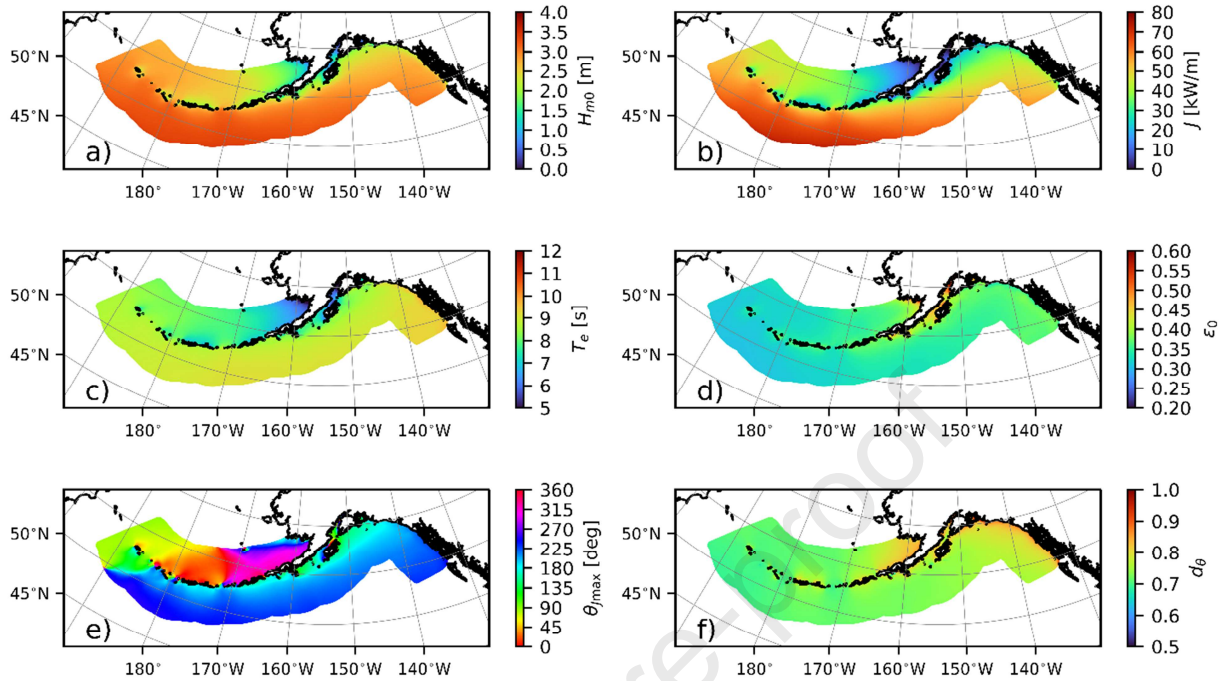 50°N
45°N
a)
180°
170°W
160°W
150°W
140°W
4.0
3.5
3.0
2.5
2.0
1.5
1.0
0.5
0.0
H_m0 [m]
50°N
45°N
b)
180°
170°W
160°W
150°W
140°W
80
70
60
50
40
30
20
10
0
J [kW/m]
50°N
45°N
c)
180°
170°W
160°W
150°W
140°W
12
11
10
9
8
7
6
5
T_e [s]
50°N
45°N
d)
180°
170°W
160°W
150°W
140°W
0.60
0.55
0.50
0.45
0.40
0.35
0.30
0.25
0.20
ε_0
50°N
45°N
e)
180°
170°W
160°W
150°W
140°W
360
315
270
225
180
135
90
45
0
θ_Jmax [deg]
50°N
45°N
f)
180°
170°W
160°W
150°W
140°W
1.0
0.9
0.8
0.7
0.6
0.5
d_θ
re-proof